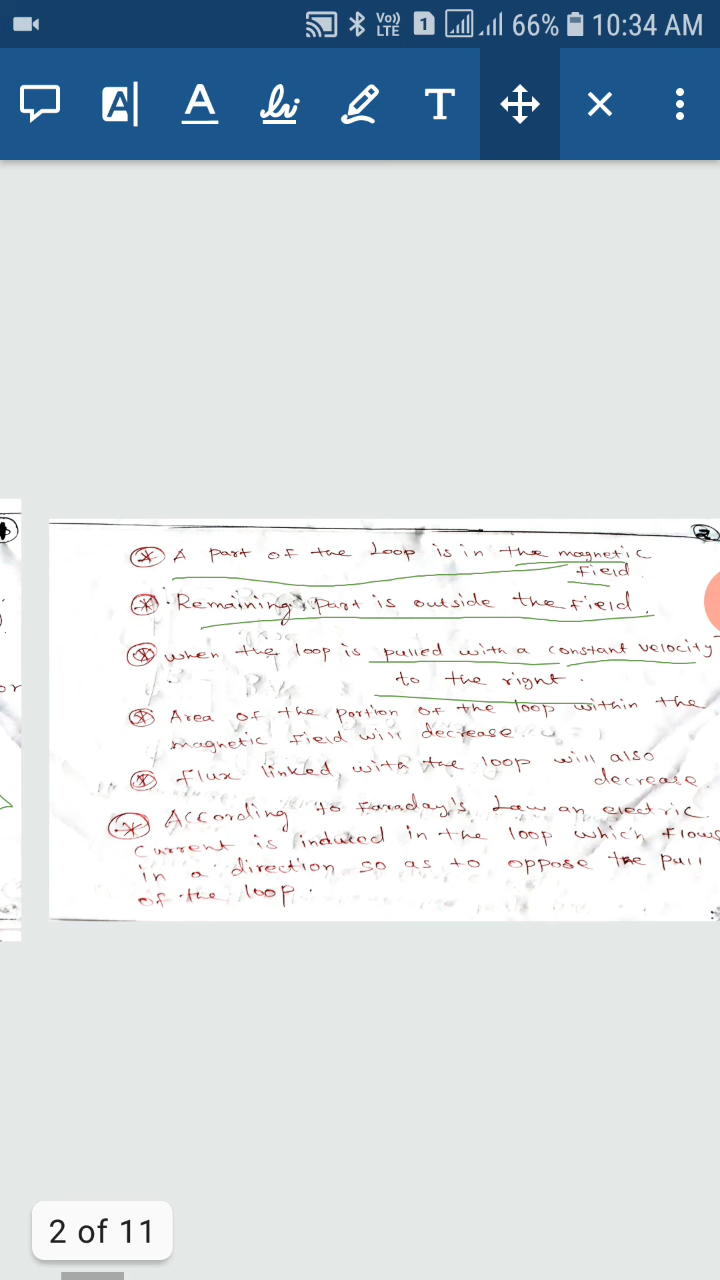 Vo))
LTE
1
66%
10:34 AM
A
A
T
A part of the Loop is in the magnetic
field
Remaining part is outside the field.
when the loop is pulled with a constant velocity
to the right.
Area of the portion of the loop within the
magnetic field will decrease
flux linked with the loop will also
decrease
According to Faraday's Law an electric
current is induced in the loop which flows
in a direction so as to oppose the pull
of the loop.
or
2 of 11